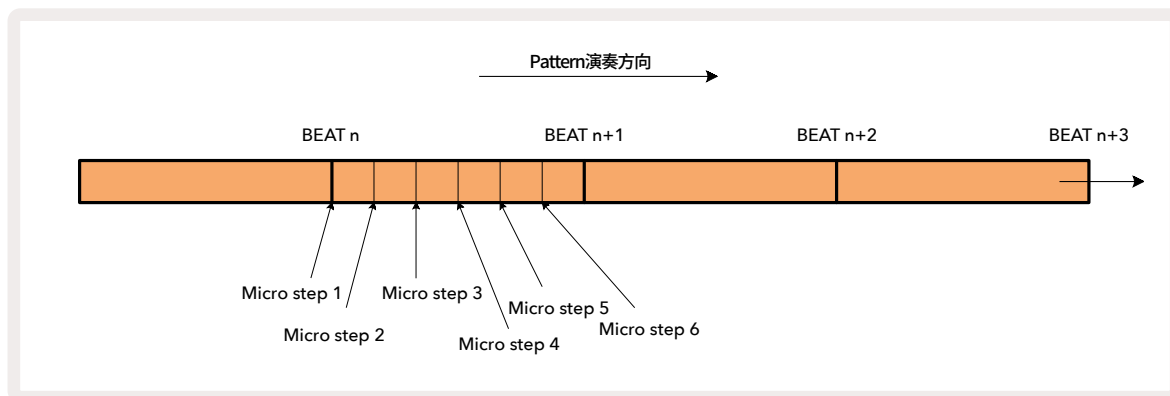 Pattern演奏方向
BEAT n
BEAT n+1
BEAT n+2
BEAT n+3
Micro step 1
Micro step 3
Micro step 5
Micro step 6
Micro step 2
Micro step 4